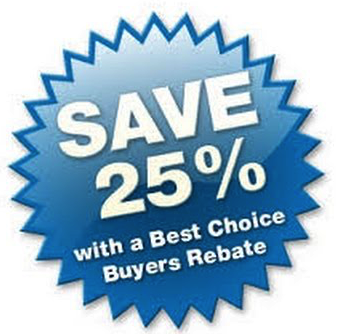 SAVE
25%
with a Best Choice
Buyers Rebate